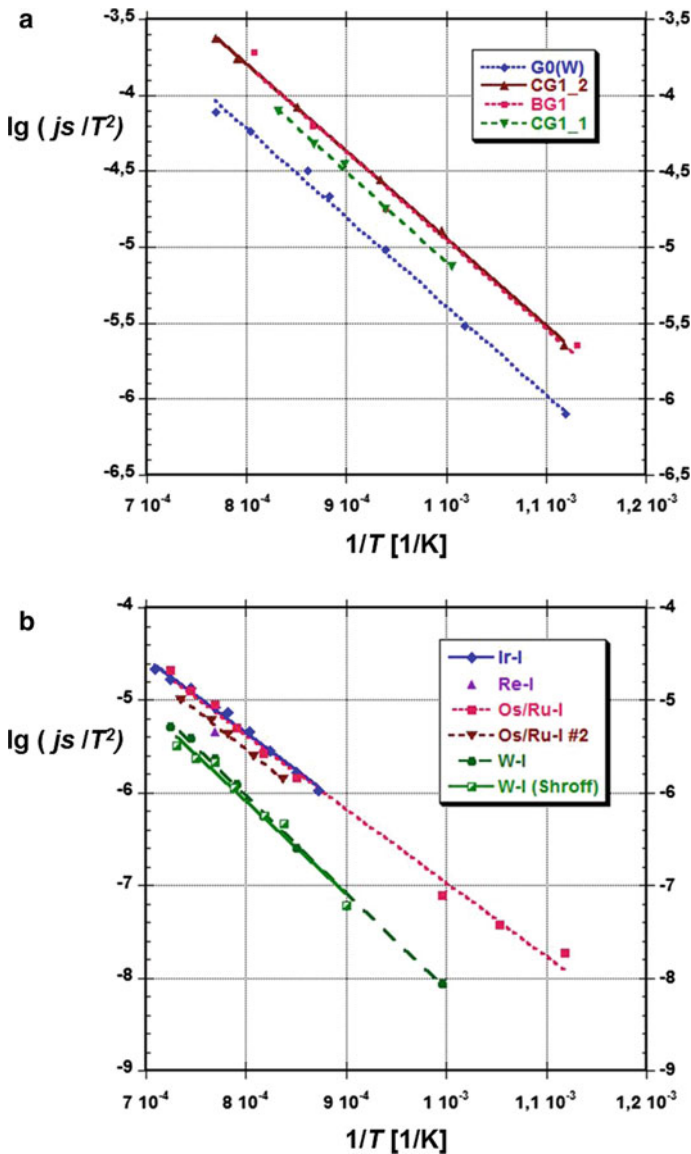 a
-3,5
-4
-4,5
-5
-5,5
-6
-6,5
lg ( js /T²)
-3,5
-4
-4,5
-5
-5,5
-6
-6,5
G0(W)
CG1_2
BG1
CG1_1
7 10⁻⁴ 8 10⁻⁴ 9 10⁻⁴ 1 10⁻³ 1,1 10⁻³ 1,2 10⁻³
1/T [1/K]
b
-4
-5
-6
-7
-8
-9
lg ( js /T²)
-4
-5
-6
-7
-8
-9
Ir-I
Re-I
Os/Ru-I
Os/Ru-I #2
W-I
W-I (Shroff)
7 10⁻⁴ 8 10⁻⁴ 9 10⁻⁴ 1 10⁻³ 1,1 10⁻³ 1,2 10⁻³
1/T [1/K]